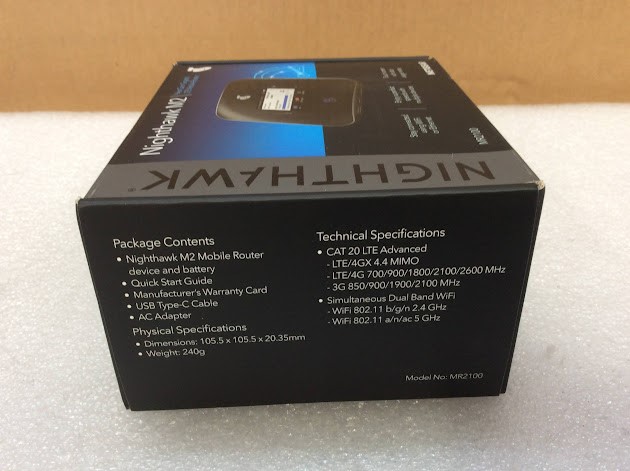 Nighthawk M2
MR2100
NIGHTHAWK®
Package Contents
• Nighthawk M2 Mobile Router
device and battery
• Quick Start Guide
• Manufacturer's Warranty Card
• USB Type-C Cable
• AC Adapter
Physical Specifications
• Dimensions: 105.5 x 105.5 x 20.35mm
• Weight: 240g
Technical Specifications
• CAT 20 LTE Advanced
- LTE/4GX 4.4 MIMO
- LTE/4G 700/900/1800/2100/2600 MHz
- 3G 850/900/1900/2100 MHz
• Simultaneous Dual Band WiFi
- WiFi 802.11 b/g/n 2.4 GHz
- WiFi 802.11 a/n/ac 5 GHz
Model No: MR2100